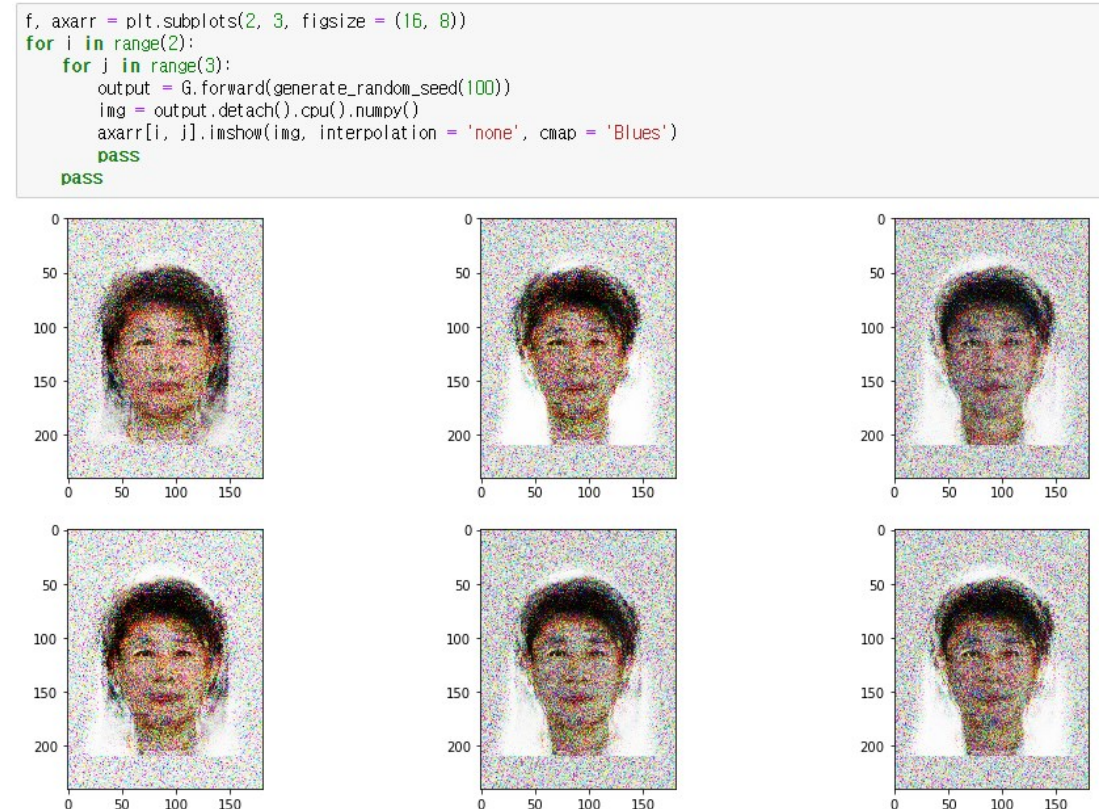 f, axarr = plt.subplots(2, 3, figsize = (16, 8))
for i in range(2):
    for j in range(3):
        output = G.forward(generate_random_seed(100))
        img = output.detach().cpu().numpy()
        axarr[i, j].imshow(img, interpolation = 'none', cmap = 'Blues')
        pass
    pass
0 0 0
50 50 50
100 100 100
150 150 150
200 200 200
0 50 100 150 0 50 100 150 0 50 100 150
0 0 0
50 50 50
100 100 100
150 150 150
200 200 200
0 50 100 150 0 50 100 150 0 50 100 150